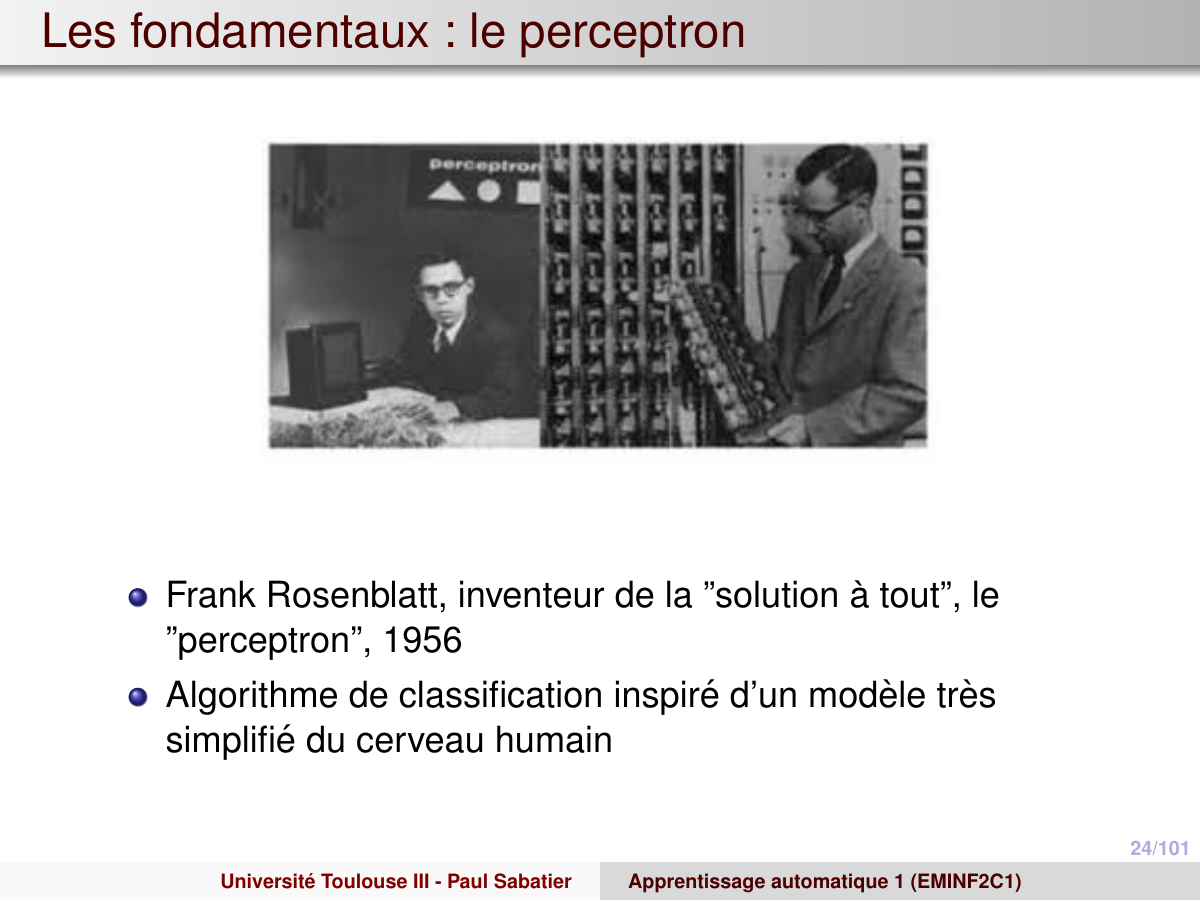 Les fondamentaux : le perceptron
perceptron
Frank Rosenblatt, inventeur de la ”solution à tout”, le
”perceptron”, 1956
Algorithme de classification inspiré d’un modèle très
simplifié du cerveau humain
24/101
Université Toulouse III - Paul Sabatier
Apprentissage automatique 1 (EMINF2C1)